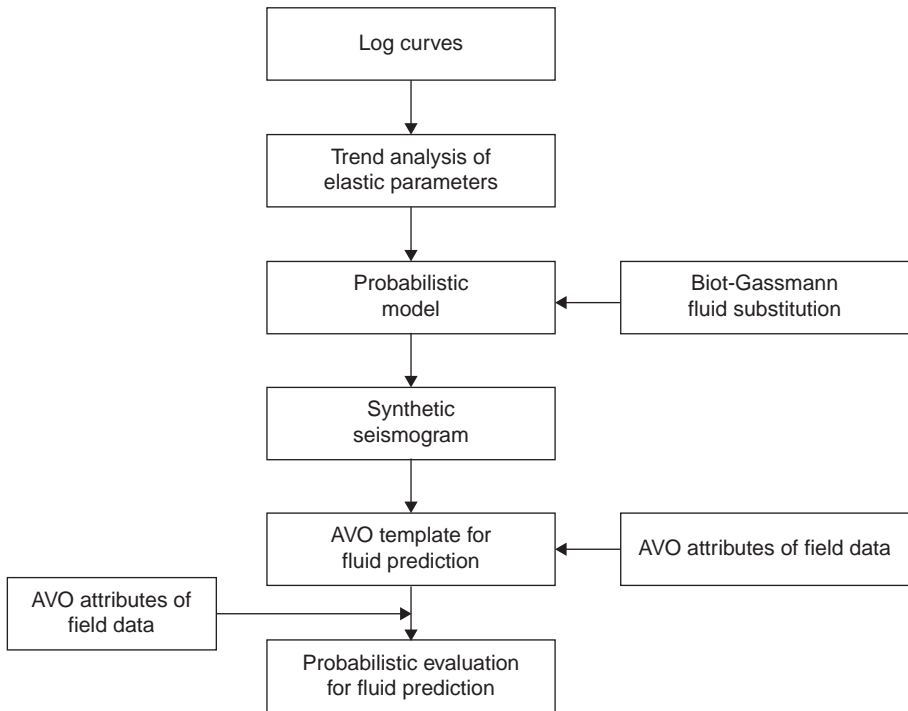 Log curves
Trend analysis of
elastic parameters
Probabilistic
model
Biot-Gassmann
fluid substitution
Synthetic
seismogram
AVO template for
fluid prediction
AVO attributes of field data
AVO attributes of
field data
Probabilistic evaluation
for fluid prediction